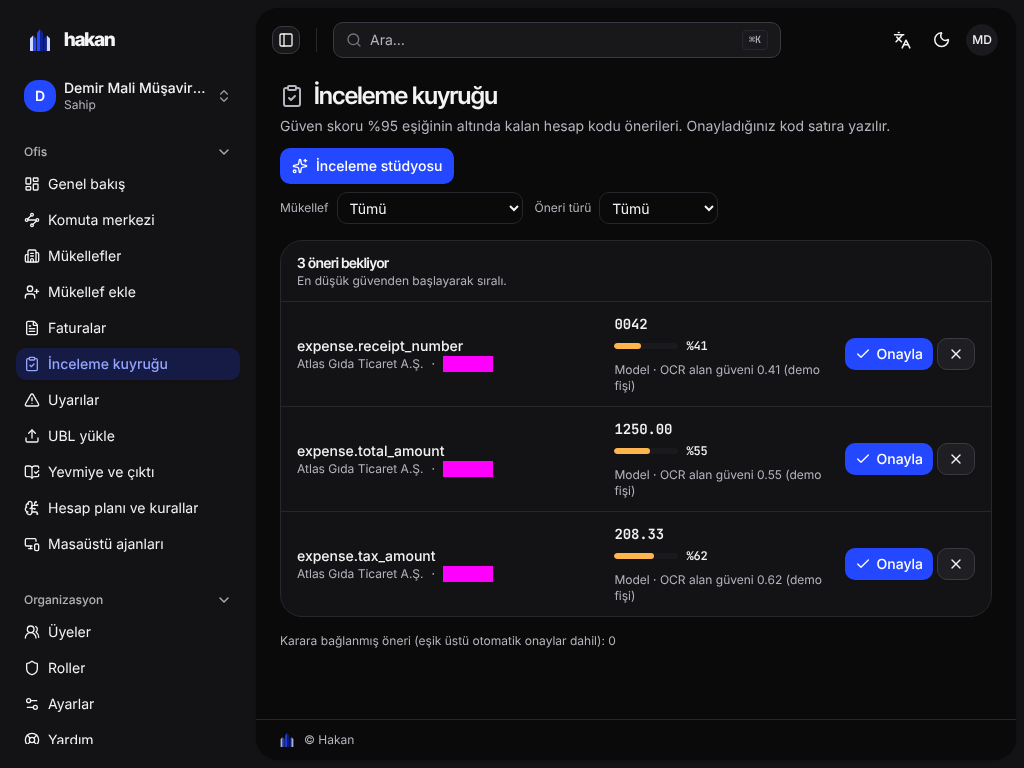 hakan
D
Demir Mali Müşavir...
Sahip
Ofis
Genel bakış
Komuta merkezi
Mükellefler
Mükellef ekle
Faturalar
İnceleme kuyruğu
Uyarılar
UBL yükle
Yevmiye ve çıktı
Hesap planı ve kurallar
Masaüstü ajanları
Organizasyon
Üyeler
Roller
Ayarlar
Yardım
Ara...
⌘K
MD
İnceleme kuyruğu
Güven skoru %95 eşiğinin altında kalan hesap kodu önerileri. Onayladığınız kod satıra yazılır.
İnceleme stüdyosu
Mükellef Tümü Öneri türü Tümü
3 öneri bekliyor
En düşük güvenden başlayarak sıralı.
expense.receipt_number
Atlas Gıda Ticaret A.Ş. ·
0042
%41
Model · OCR alan güveni 0.41 (demo
fişi)
Onayla
expense.total_amount
Atlas Gıda Ticaret A.Ş. ·
1250.00
%55
Model · OCR alan güveni 0.55 (demo
fişi)
Onayla
expense.tax_amount
Atlas Gıda Ticaret A.Ş. ·
208.33
%62
Model · OCR alan güveni 0.62 (demo
fişi)
Onayla
Karara bağlanmış öneri (eşik üstü otomatik onaylar dahil): 0
© Hakan